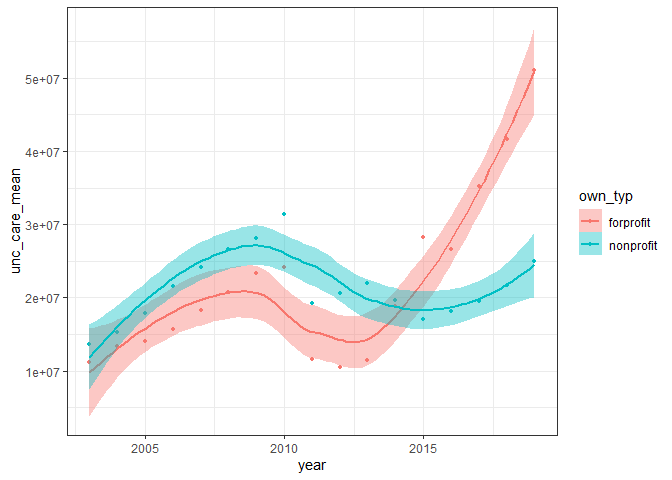 5e+07
4e+07
3e+07
2e+07
1e+07
unc_care_mean
2005
2010
2015
year
own_typ
forprofit
nonprofit